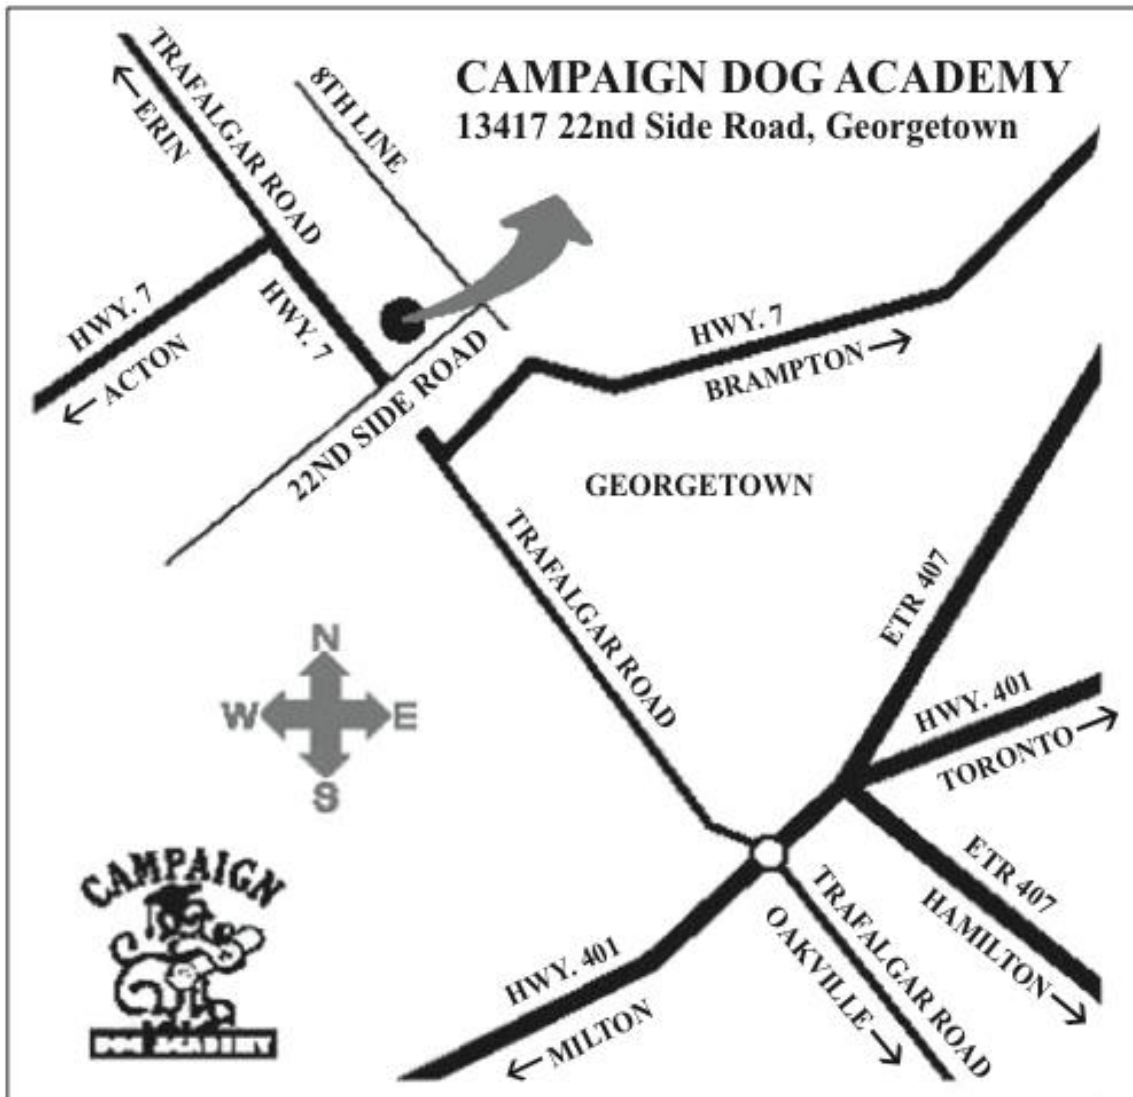 CAMPAIGN DOG ACADEMY
13417 22nd Side Road, Georgetown
TRAFALGAR ROAD
← ERIN
8TH LINE
HWY. 7
HWY. 7
← ACTON
22ND SIDE ROAD
HWY. 7
BRAMPTON →
GEORGETOWN
TRAFALGAR ROAD
ETR 407
HWY. 401
TORONTO →
N
W E
S
ETR 407
HAMILTON →
TRAFALGAR ROAD
OAKVILLE →
HWY. 401
← MILTON
CAMPAIGN
DOG ACADEMY